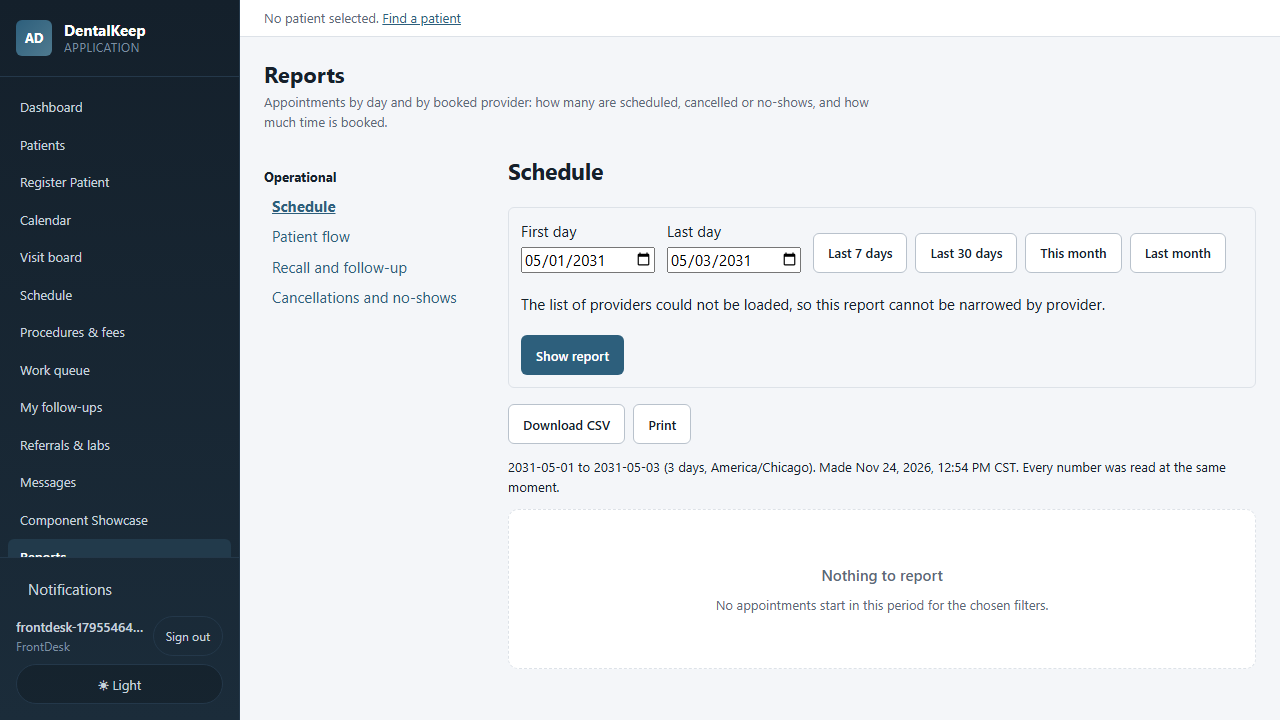 AD
DentalKeep
APPLICATION
Dashboard
Patients
Register Patient
Calendar
Visit board
Schedule
Procedures & fees
Work queue
My follow-ups
Referrals & labs
Messages
Component Showcase
Reports
Notifications
frontdesk-17955464...
FrontDesk
Sign out
☀ Light
No patient selected. Find a patient
Reports
Appointments by day and by booked provider: how many are scheduled, cancelled or no-shows, and how
much time is booked.
Operational
Schedule
Patient flow
Recall and follow-up
Cancellations and no-shows
Schedule
First day
Last day
05/01/2031
05/03/2031
Last 7 days
Last 30 days
This month
Last month
The list of providers could not be loaded, so this report cannot be narrowed by provider.
Show report
Download CSV
Print
2031-05-01 to 2031-05-03 (3 days, America/Chicago). Made Nov 24, 2026, 12:54 PM CST. Every number was read at the same
moment.
Nothing to report
No appointments start in this period for the chosen filters.